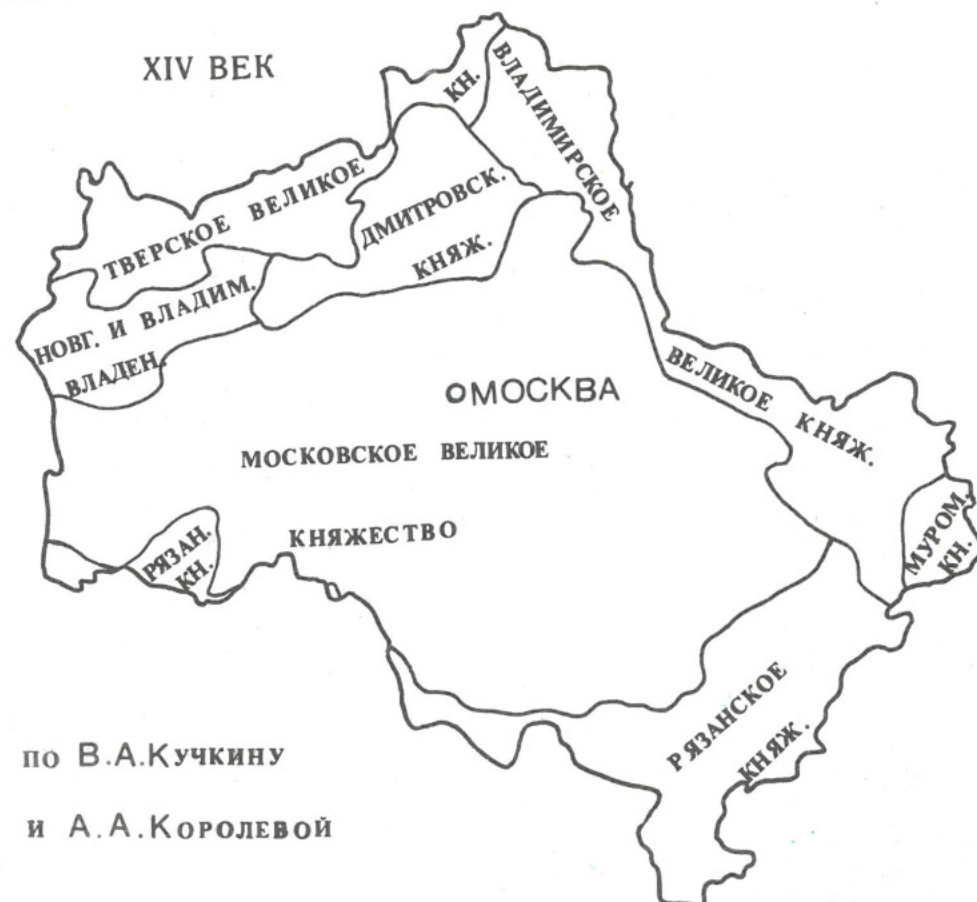 XIV ВЕК
КН.
ВЛАДИМИРСКОЕ
ТВЕРСКОЕ ВЕЛИКОЕ
ДМИТРОВСК.
КНЯЖ.
НОВГ. И ВЛАДИМ.
ВЛАДЕН.
ВЕЛИКОЕ КНЯЖ.
МОСКВА
МОСКОВСКОЕ ВЕЛИКОЕ
КНЯЖЕСТВО
РЯЗАН.
КН.
МУРОМ.
КН.
РЯЗАНСКОЕ
КНЯЖ.
ПО В.А.КУЧКИНУ
И А.А.КОРОЛЕВОЙ